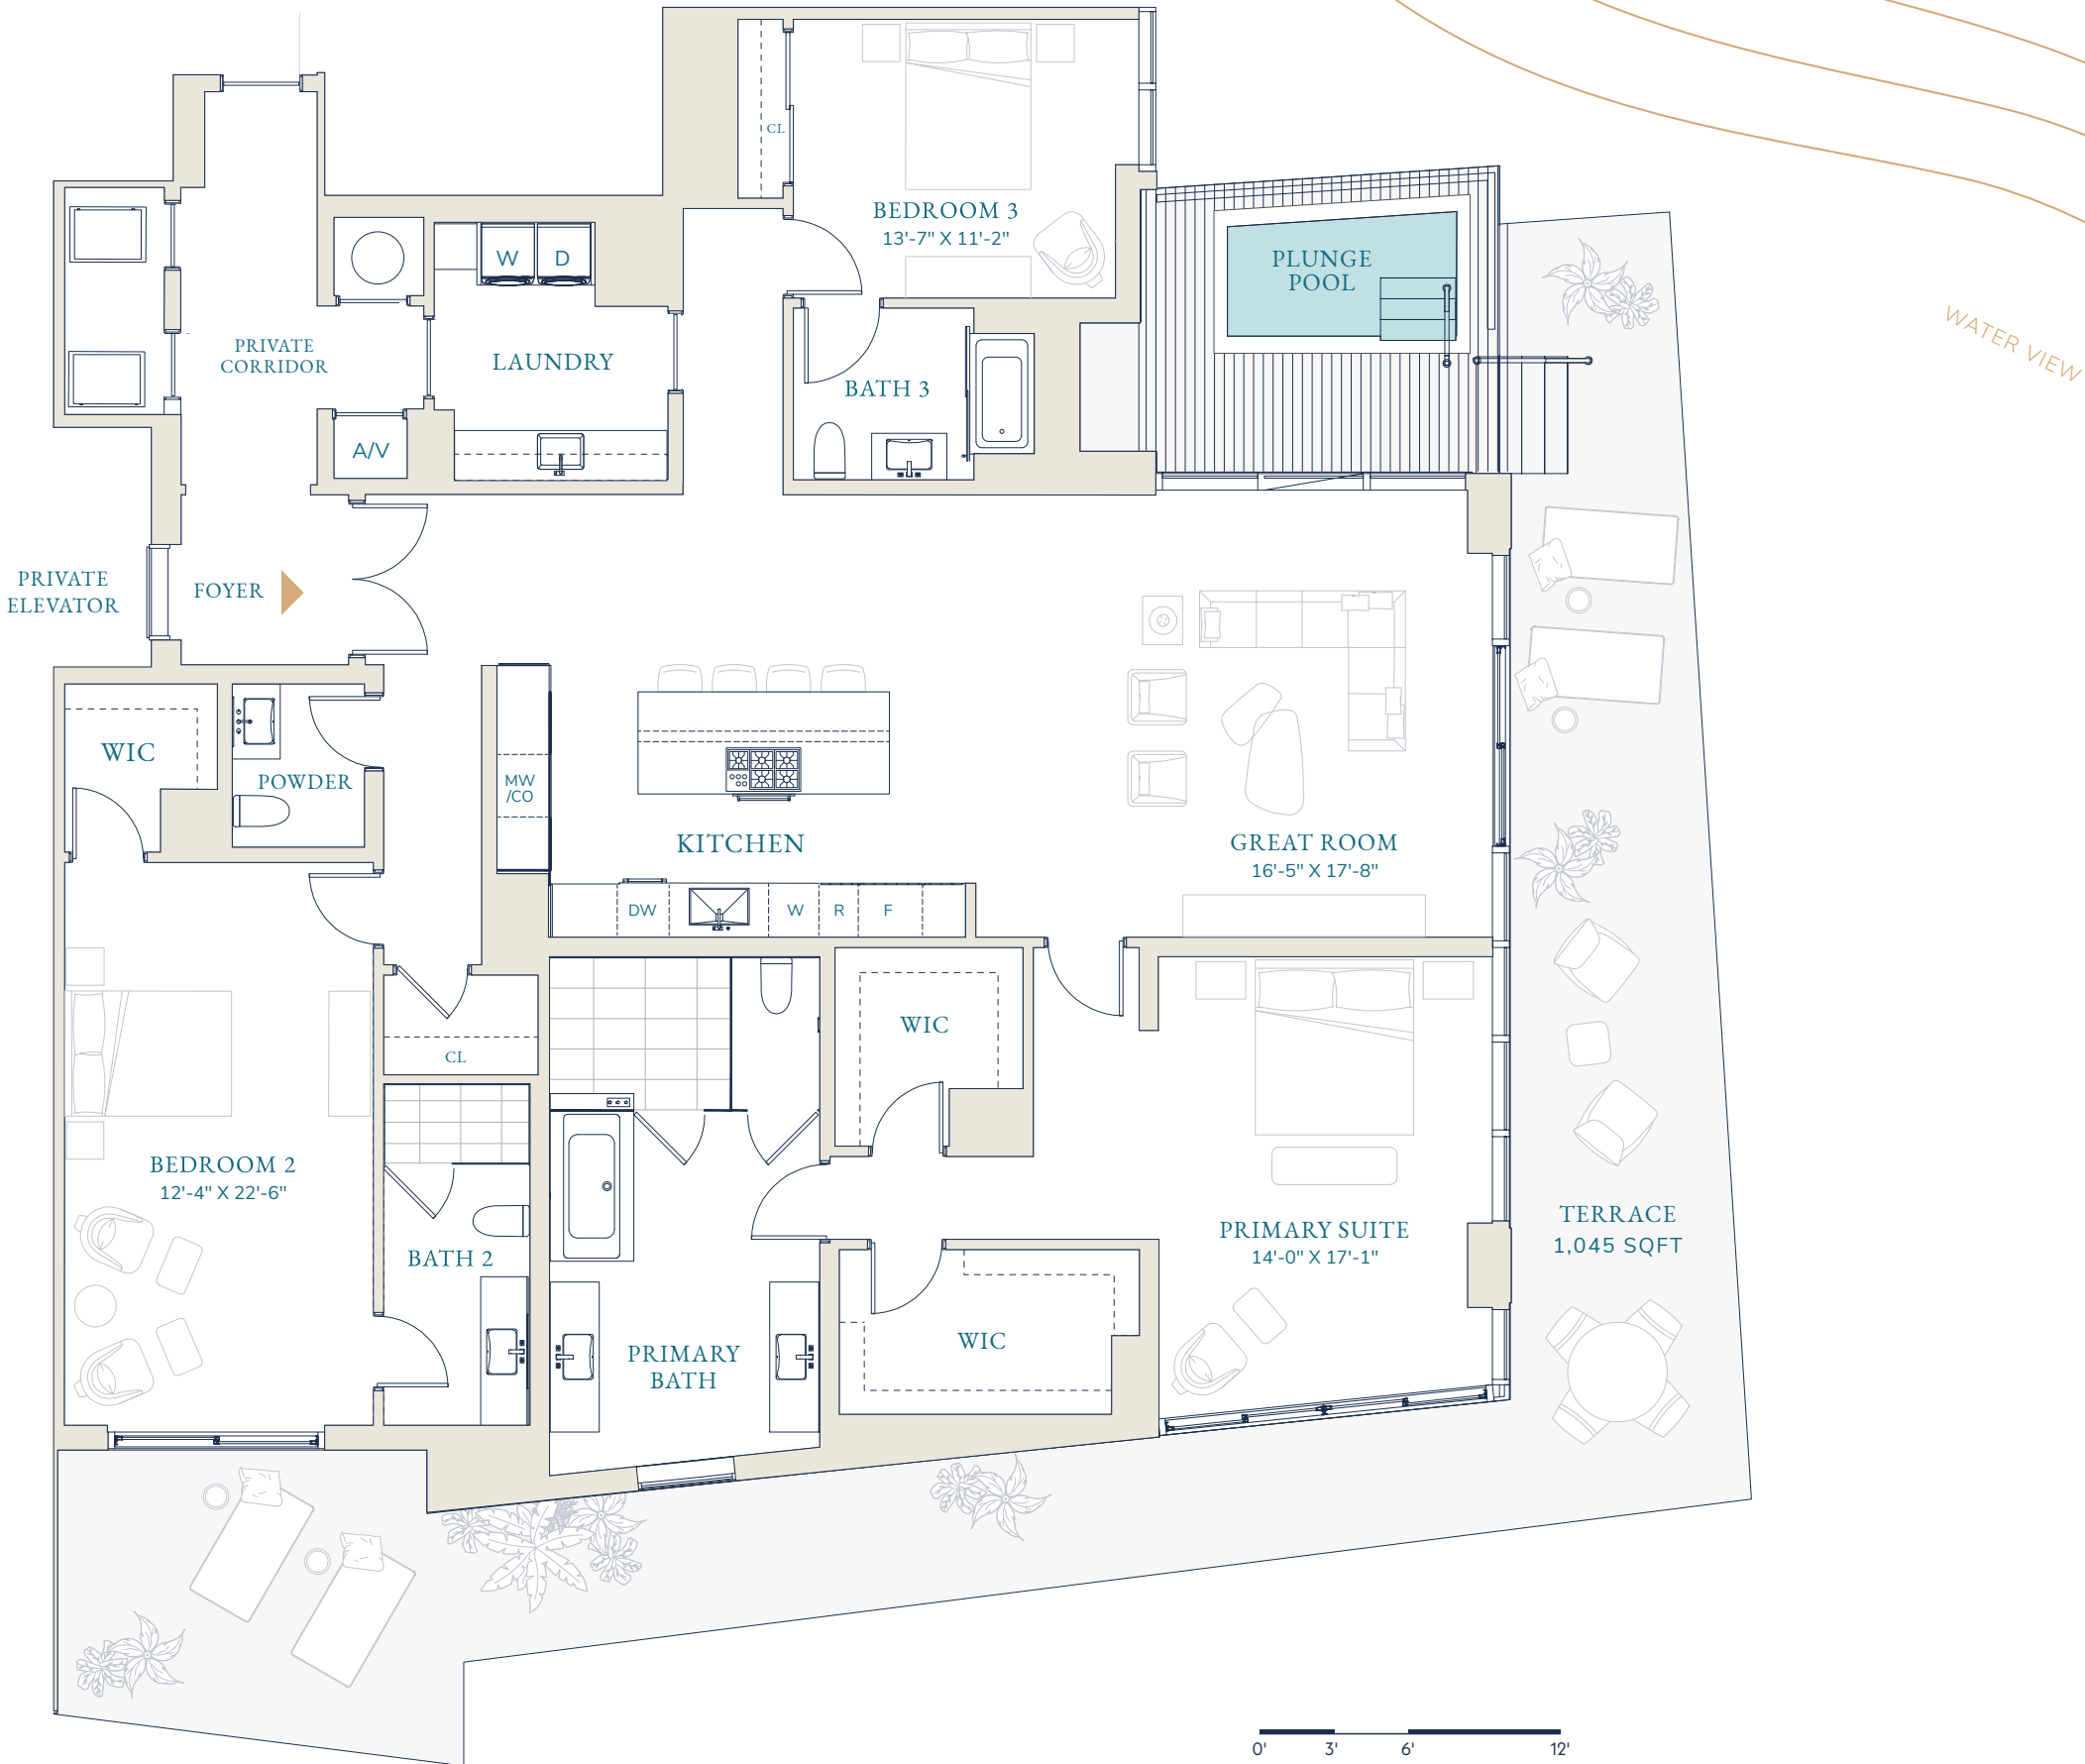 CL
BEDROOM 3
13'-7" X 11'-2"
W
D
PLUNGE
POOL
WATER VIEW
PRIVATE
CORRIDOR
LAUNDRY
BATH 3
A/V
PRIVATE
ELEVATOR
FOYER
WIC
POWDER
MW
/CO
KITCHEN
GREAT ROOM
16'-5" X 17'-8"
DW
W
R
F
WIC
CL
BEDROOM 2
12'-4" X 22'-6"
BATH 2
PRIMARY SUITE
14'-0" X 17'-1"
TERRACE
1,045 SQFT
PRIMARY
BATH
WIC
0'
3'
6'
12'